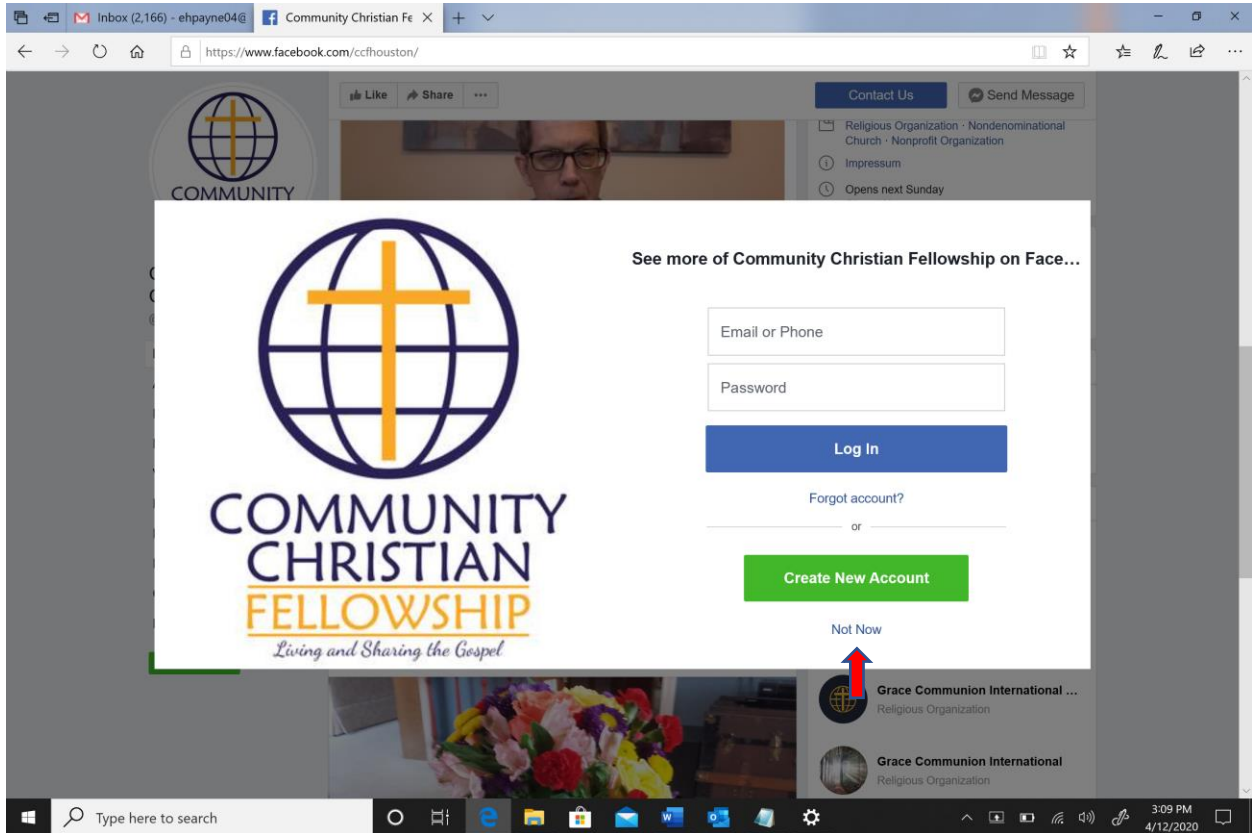 Inbox (2,166) - ehpayne04@
Community Christian Fe
https://www.facebook.com/ccfhouston/
Like
Share
Contact Us
Send Message
Religious Organization · Nondenominational
Church · Nonprofit Organization
Impressum
Opens next Sunday
COMMUNITY
See more of Community Christian Fellowship on Face...
Email or Phone
Password
Log In
Forgot account?
or
Create New Account
Not Now
COMMUNITY
CHRISTIAN
FELLOWSHIP
Living and Sharing the Gospel
Grace Communion International ...
Religious Organization
Grace Communion International
Religious Organization
Type here to search
3:09 PM
4/12/2020